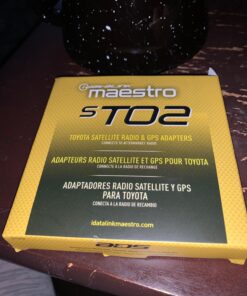 maestro
STO2
TOYOTA SATELLITE RADIO & GPS ADAPTERS
CONNECTS TO AFTERMARKET RADIO
ADAPTEURS RADIO SATELLITE ET GPS POUR TOYOTA
CONNECTE À LA RADIO DE RECHANGE
ADAPTADORES RADIO SATELLITE Y GPS
PARA TOYOTA
CONECTA A LA RADIO DE RECAMBIO
idatalinkmaestro.com